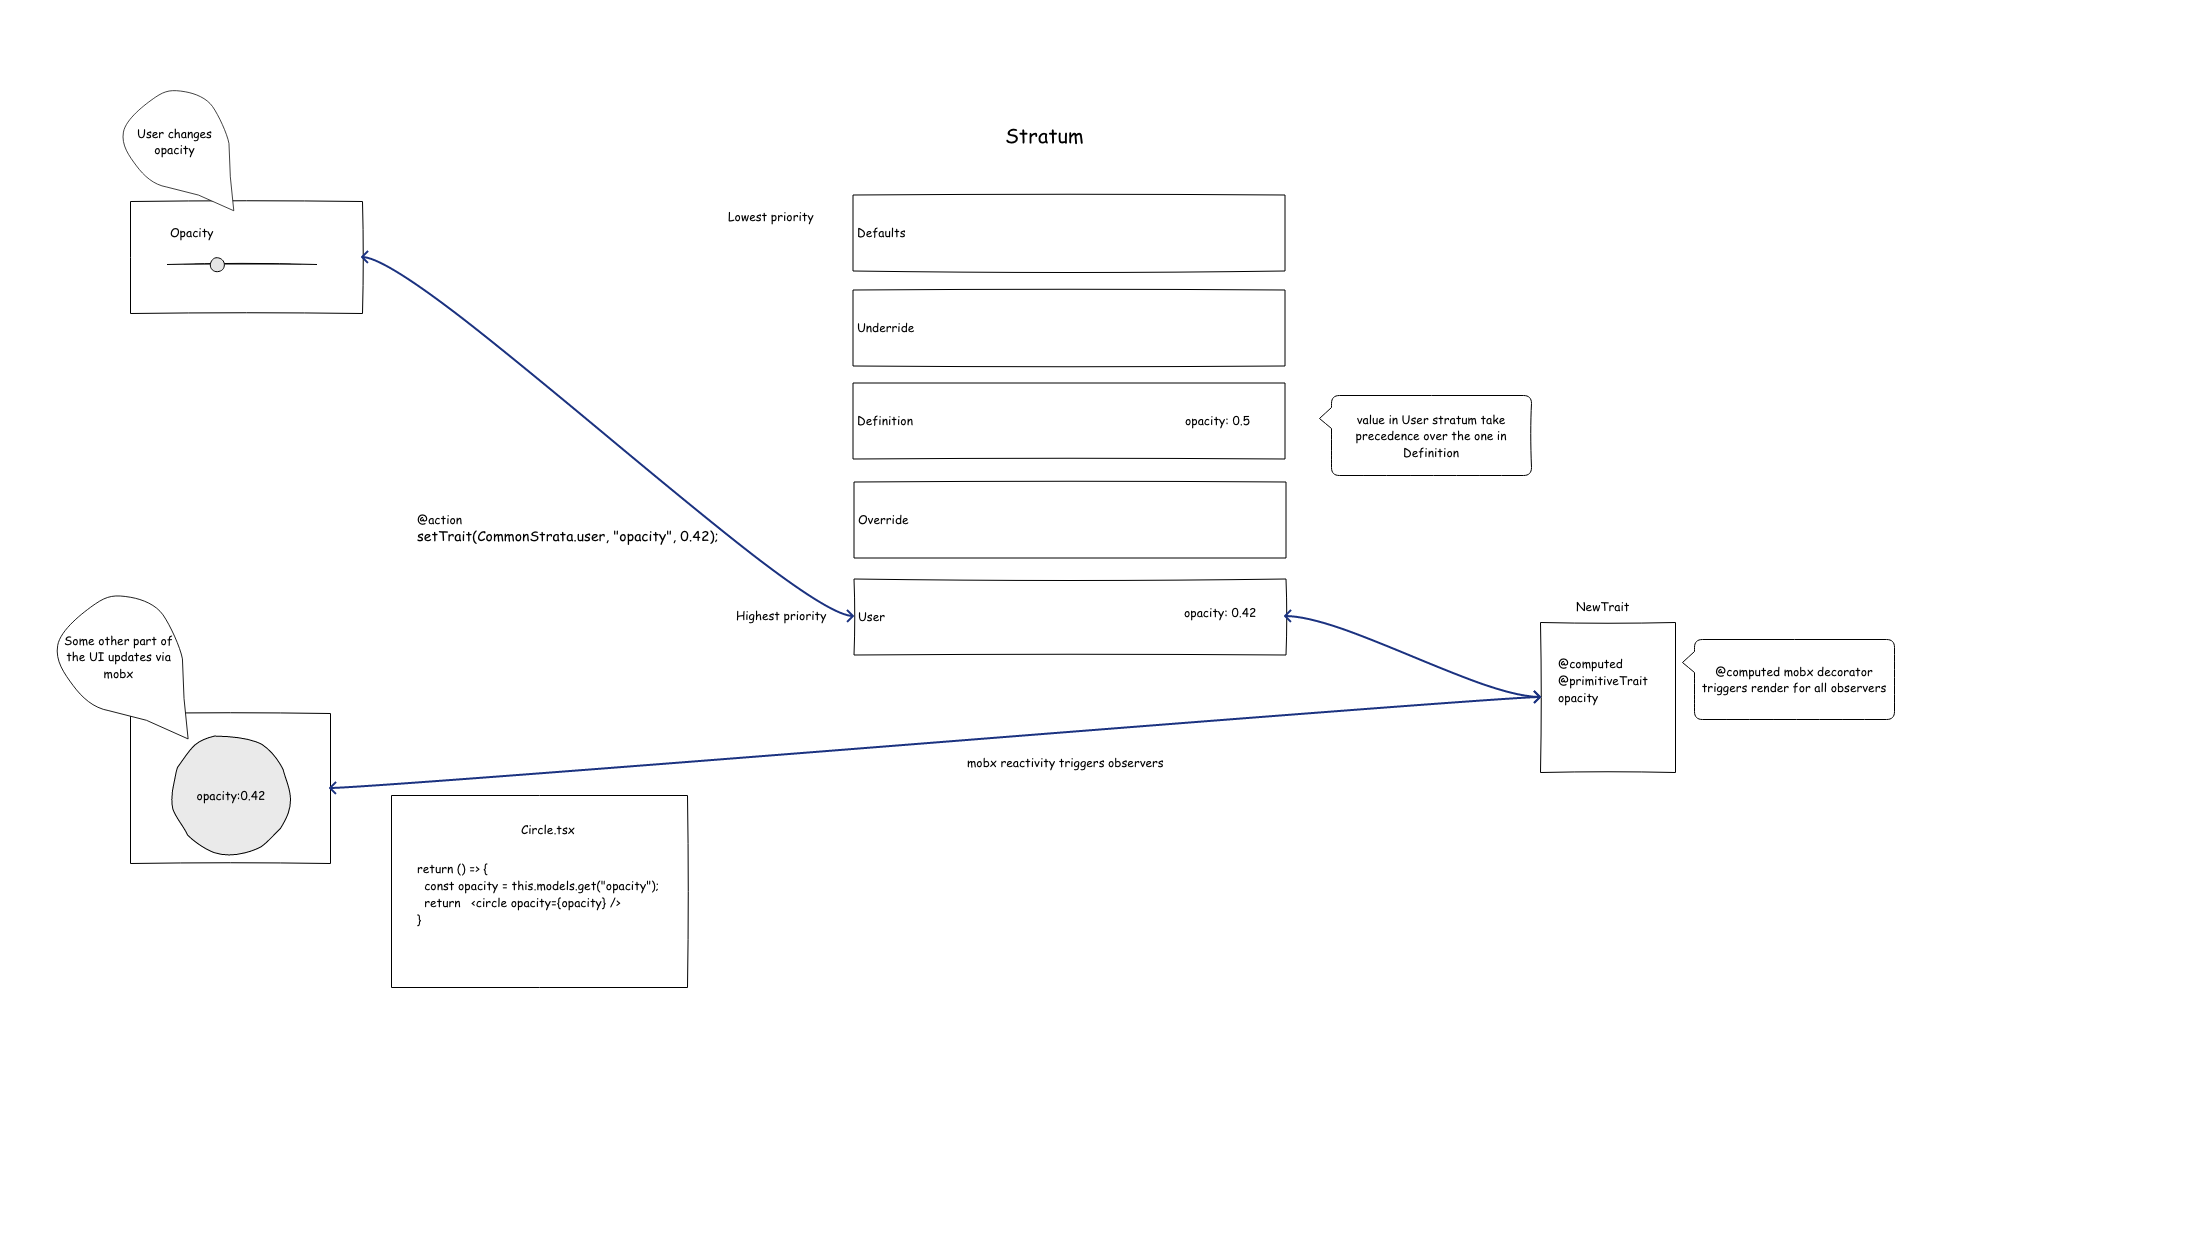 User changes
opacity
Stratum
Lowest priority
Opacity
Defaults
Underride
Definition
opacity: 0.5
value in User stratum take
precedence over the one in
Definition
@action
setTrait(CommonStrata.user, "opacity", 0.42);
Override
Highest priority
User
opacity: 0.42
NewTrait
@computed
@primitiveTrait
opacity
@computed mobx decorator
triggers render for all observers
Some other part of
the UI updates via
mobx
mobx reactivity triggers observers
opacity:0.42
Circle.tsx
return () => {
  const opacity = this.models.get("opacity");
  return   <circle opacity={opacity} />
}